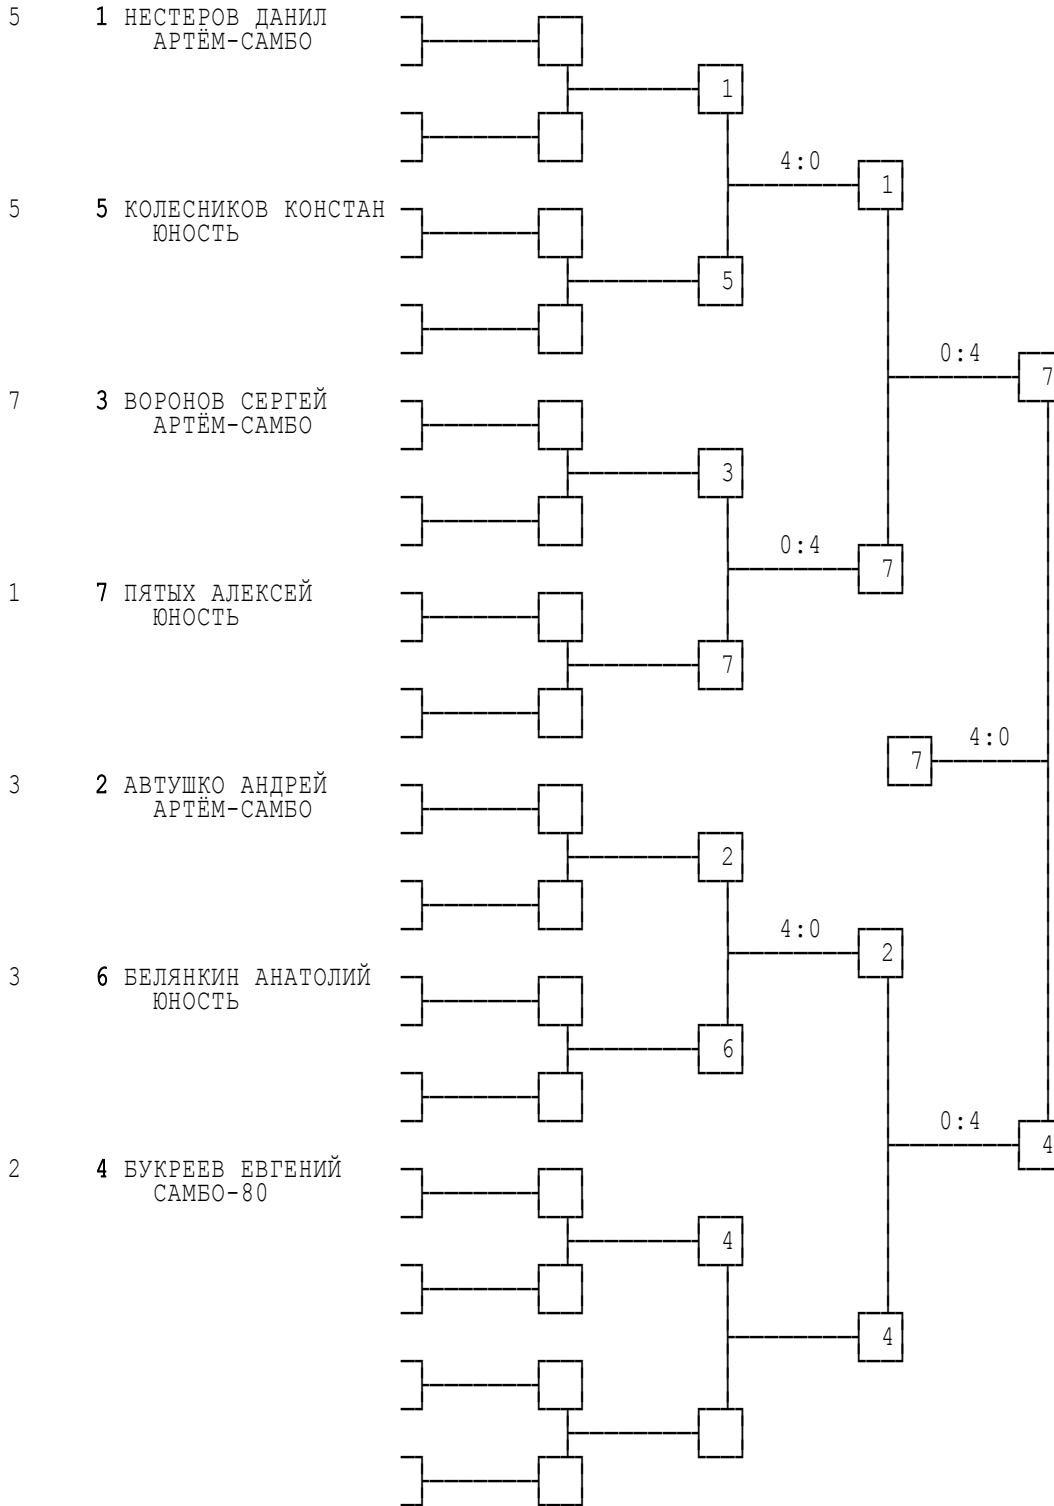 5 1 НЕСТЕРОВ ДАНИЛ
АРТЁМ-САМБО
1
4:0
1
5 5 КОЛЕСНИКОВ КОНСТАН
ЮНОСТЬ
5
0:4
7
7 3 ВОРОНОВ СЕРГЕЙ
АРТЁМ-САМБО
3
0:4
7
1 7 ПЯТЫХ АЛЕКСЕЙ
ЮНОСТЬ
7
4:0
7
3 2 АВТУШКО АНДРЕЙ
АРТЁМ-САМБО
2
4:0
2
3 6 БЕЛЯНКИН АНАТОЛИЙ
ЮНОСТЬ
6
0:4
4
2 4 БУКРЕЕВ ЕВГЕНИЙ
САМБО-80
4
4